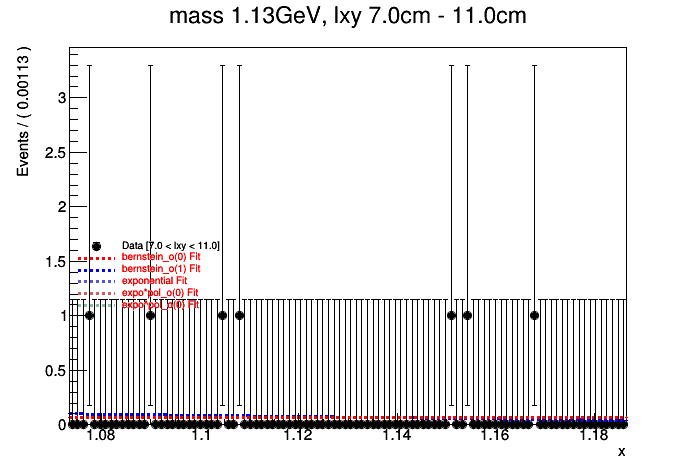 mass 1.13GeV, lxy 7.0cm - 11.0cm
Events / ( 0.00113 )
3
2.5
2
1.5
1
0.5
0
Data [7.0 < lxy < 11.0]
bernstein_o(0) Fit
bernstein_o(1) Fit
exponential Fit
expo*pol_o(0) Fit
1.08
1.1
1.12
1.14
1.16
1.18
x